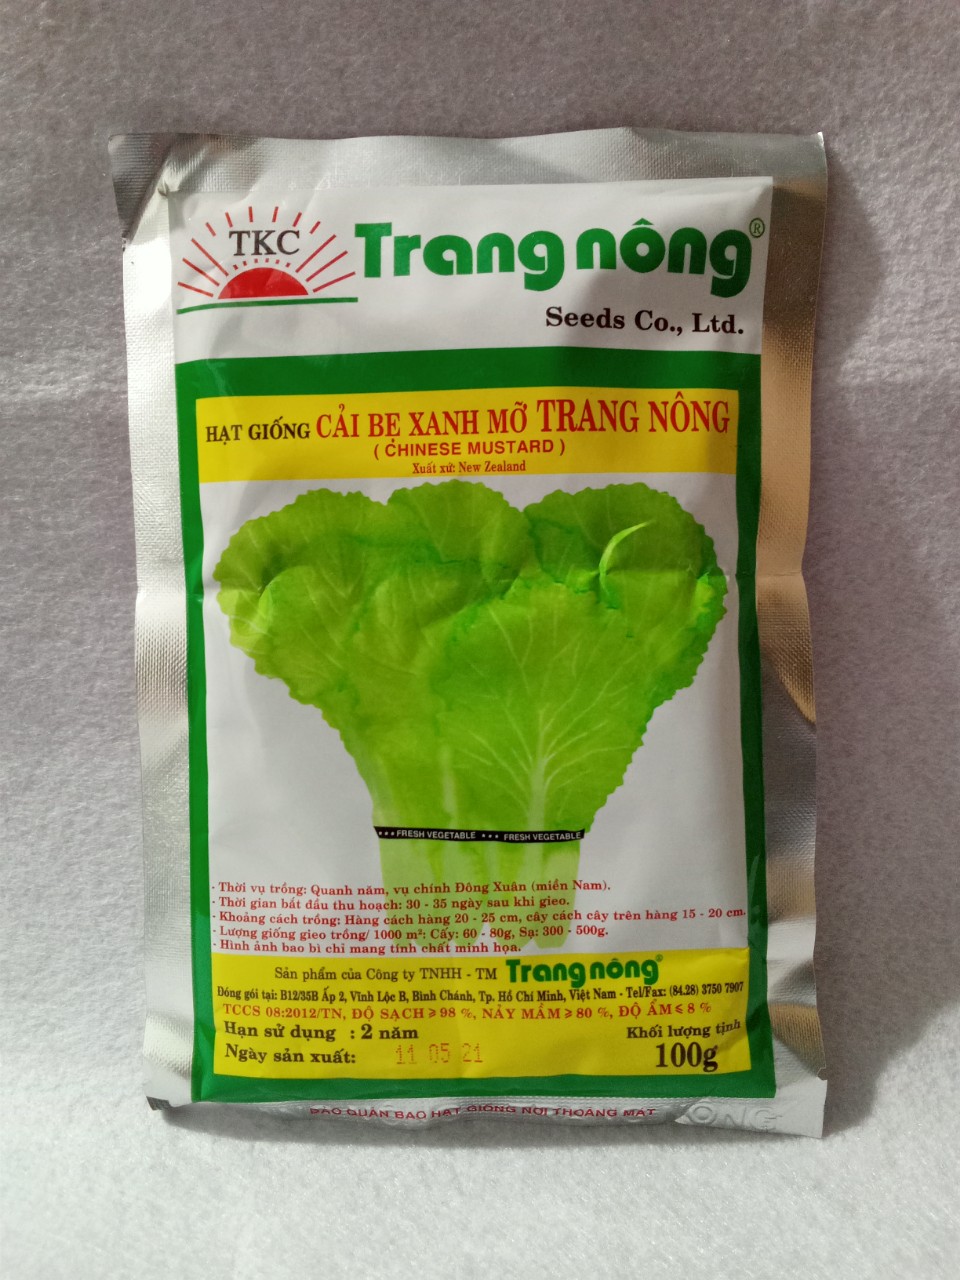 TKC
Trang nông®
Seeds Co., Ltd.
HẠT GIỐNG CẢI BẸ XANH MỠ TRANG NÔNG
( CHINESE MUSTARD )
Xuất xứ: New Zealand
•••FRESH VEGETABLE ••• FRESH VEGETABLE
- Thời vụ trồng: Quanh năm, vụ chính Đông Xuân (miền Nam).
- Thời gian bắt đầu thu hoạch: 30 - 35 ngày sau khi gieo.
- Khoảng cách trồng: Hàng cách hàng 20 - 25 cm, cây cách cây trên hàng 15 - 20 cm.
- Lượng giống gieo trồng/ 1000 m²: Cấy: 60 - 80g, Sạ: 300 - 500g.
- Hình ảnh bao bì chỉ mang tính chất minh họa.
Sản phẩm của Công ty TNHH - TM Trang nông®
Đóng gói tại: B12/35B Ấp 2, Vĩnh Lộc B, Bình Chánh, Tp. Hồ Chí Minh, Việt Nam - Tel/Fax: (84.28) 3750 7907
TCCS 08:2012/TN, ĐỘ SẠCH ⩾ 98 %, NẢY MẦM ⩾ 80 %, ĐỘ ẨM ⩽ 8 %
Hạn sử dụng : 2 năm
Khối lượng tịnh
Ngày sản xuất: 11 05 21
100g
BẢO QUẢN BAO HẠT GIỐNG NƠI THOÁNG MÁT